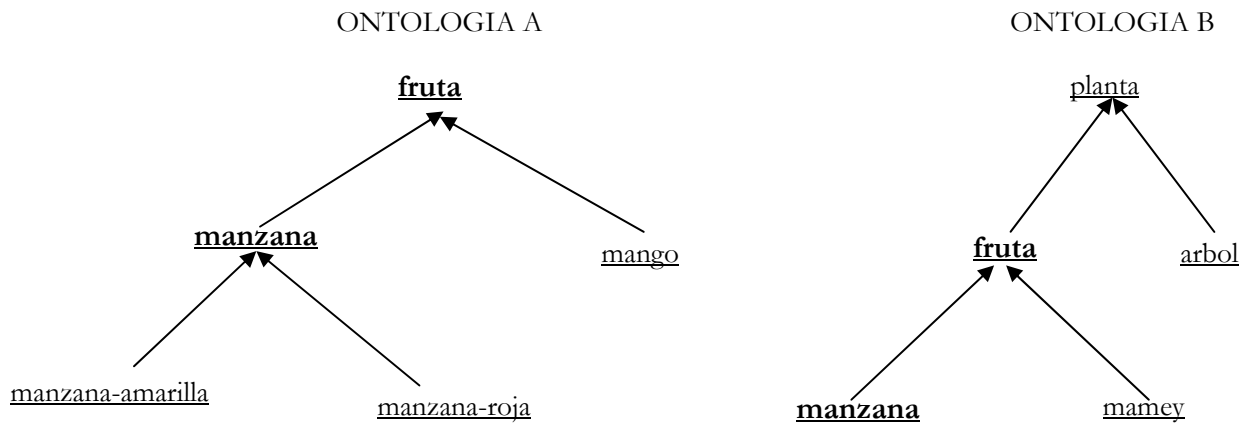 ONTOLOGIA A
fruta
manzana
mango
manzana-amarilla
manzana-roja
ONTOLOGIA B
planta
fruta
arbol
manzana
mamey